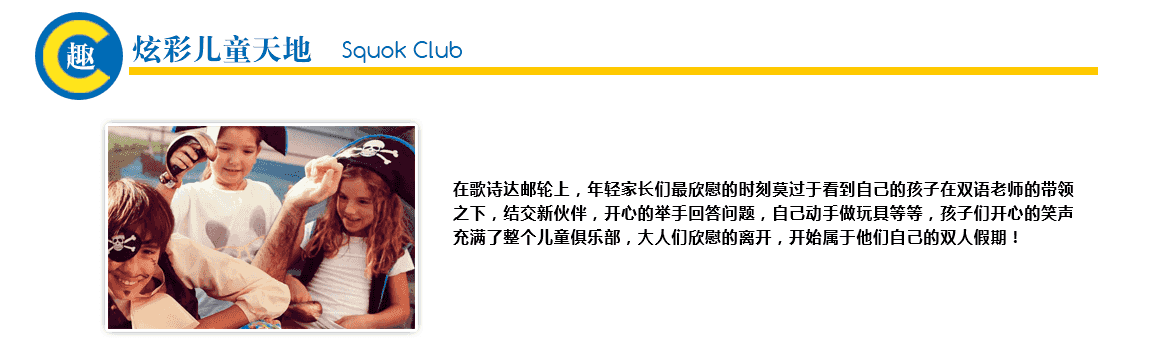 趣 炫彩儿童天地 Squok Club
在歌诗达邮轮上，年轻家长们最欣慰的时刻莫过于看到自己的孩子在双语老师的带领
之下，结交新伙伴，开心的举手回答问题，自己动手做玩具等等，孩子们开心的笑声
充满了整个儿童俱乐部，大人们欣慰的离开，开始属于他们自己的双人假期！